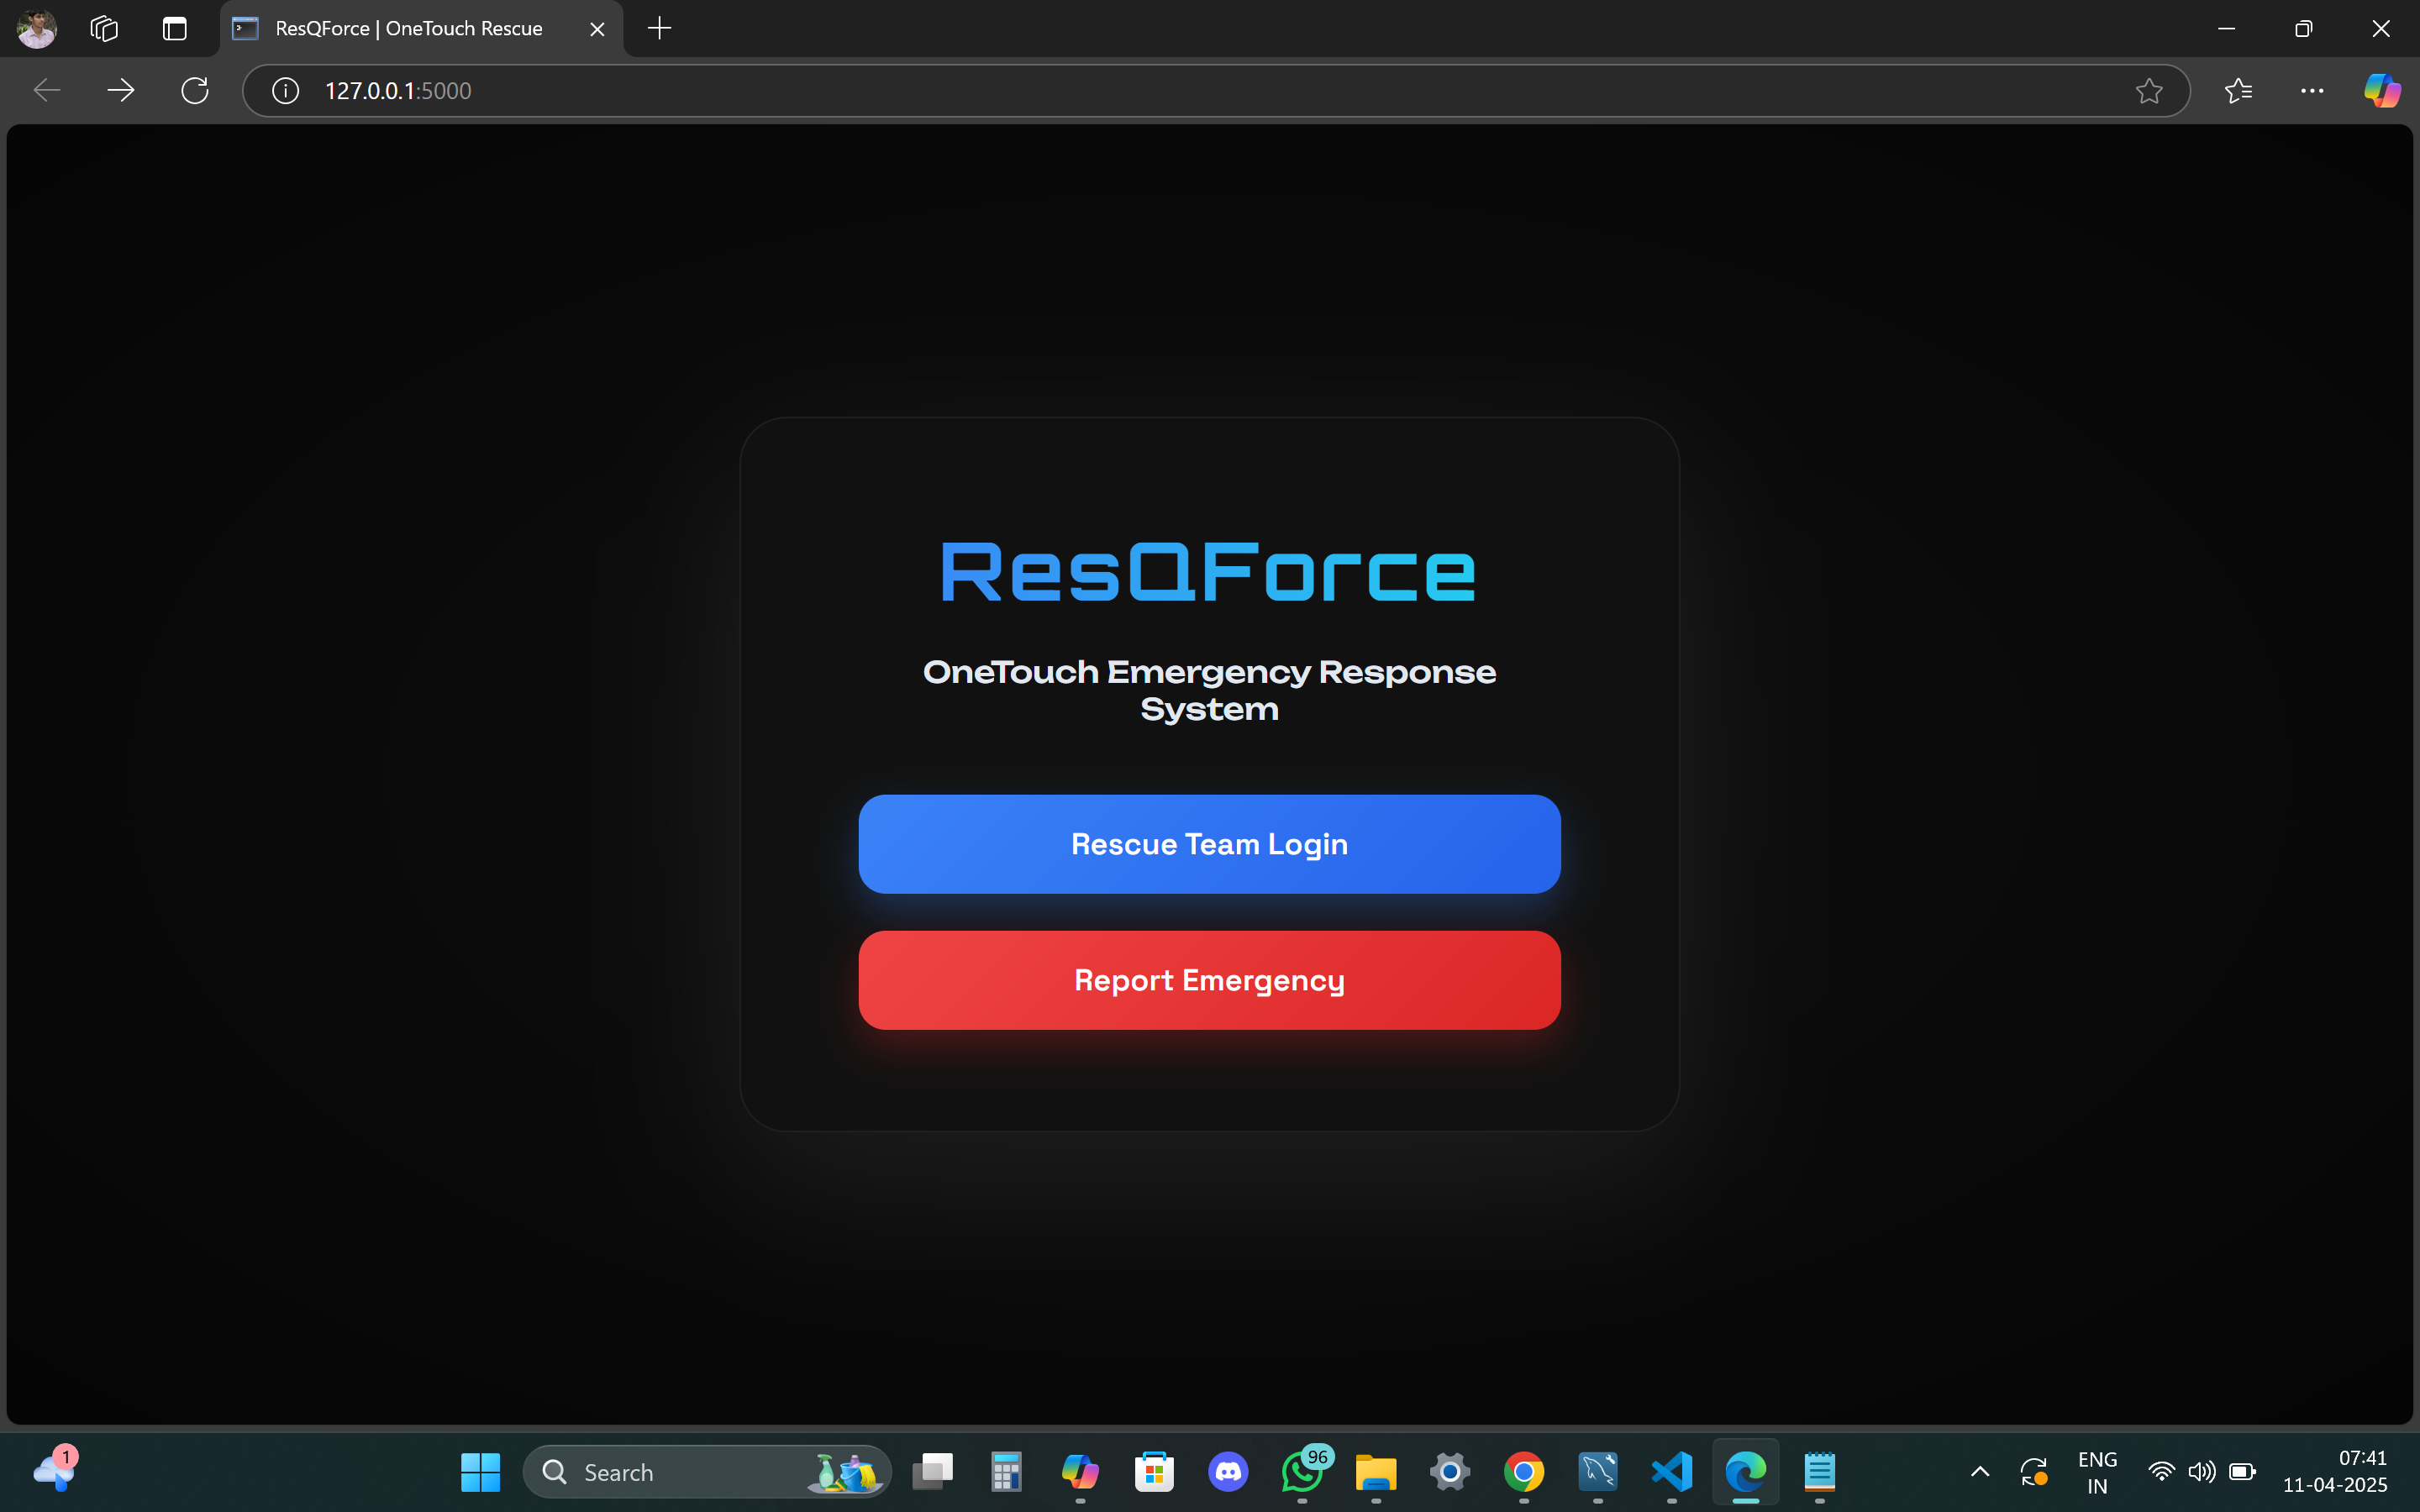 ResQForce | OneTouch Rescue
127.0.0.1:5000
ResQForce
OneTouch Emergency Response
System
Rescue Team Login
Report Emergency
1
Search
96
ENG
IN
07:41
11-04-2025